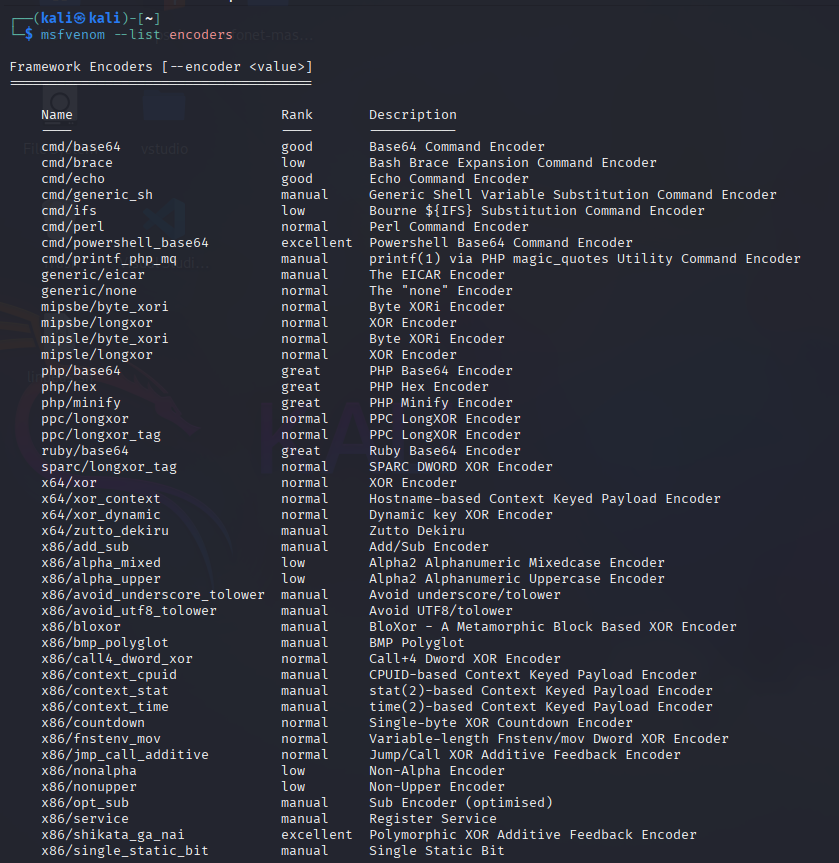 (kali㉿kali)-[~]
$ msfvenom --list encoders
Framework Encoders [--encoder <value>]
Name Rank Description
cmd/base64 good Base64 Command Encoder
cmd/brace low Bash Brace Expansion Command Encoder
cmd/echo good Echo Command Encoder
cmd/generic_sh manual Generic Shell Variable Substitution Command Encoder
cmd/ifs low Bourne ${IFS} Substitution Command Encoder
cmd/perl normal Perl Command Encoder
cmd/powershell_base64 excellent Powershell Base64 Command Encoder
cmd/printf_php_mq manual printf(1) via PHP magic_quotes Utility Command Encoder
generic/eicar manual The EICAR Encoder
generic/none normal The "none" Encoder
mipsbe/byte_xori normal Byte XORi Encoder
mipsbe/longxor normal XOR Encoder
mipsle/byte_xori normal Byte XORi Encoder
mipsle/longxor normal XOR Encoder
php/base64 great PHP Base64 Encoder
php/hex great PHP Hex Encoder
php/minify great PHP Minify Encoder
ppc/longxor normal PPC LongXOR Encoder
ppc/longxor_tag normal PPC LongXOR Encoder
ruby/base64 great Ruby Base64 Encoder
sparc/longxor_tag normal SPARC DWORD XOR Encoder
x64/xor normal XOR Encoder
x64/xor_context normal Hostname-based Context Keyed Payload Encoder
x64/xor_dynamic normal Dynamic key XOR Encoder
x64/zutto_dekiru manual Zutto Dekiru
x86/add_sub manual Add/Sub Encoder
x86/alpha_mixed low Alpha2 Alphanumeric Mixedcase Encoder
x86/alpha_upper low Alpha2 Alphanumeric Uppercase Encoder
x86/avoid_underscore_tolower manual Avoid underscore/tolower
x86/avoid_utf8_tolower manual Avoid UTF8/tolower
x86/bloxor manual BloXor - A Metamorphic Block Based XOR Encoder
x86/bmp_polyglot manual BMP Polyglot
x86/call4_dword_xor normal Call+4 Dword XOR Encoder
x86/context_cpuid manual CPUID-based Context Keyed Payload Encoder
x86/context_stat manual stat(2)-based Context Keyed Payload Encoder
x86/context_time manual time(2)-based Context Keyed Payload Encoder
x86/countdown normal Single-byte XOR Countdown Encoder
x86/fnstenv_mov normal Variable-length Fnstenv/mov Dword XOR Encoder
x86/jmp_call_additive normal Jump/Call XOR Additive Feedback Encoder
x86/nonalpha low Non-Alpha Encoder
x86/nonupper low Non-Upper Encoder
x86/opt_sub manual Sub Encoder (optimised)
x86/service manual Register Service
x86/shikata_ga_nai excellent Polymorphic XOR Additive Feedback Encoder
x86/single_static_bit manual Single Static Bit